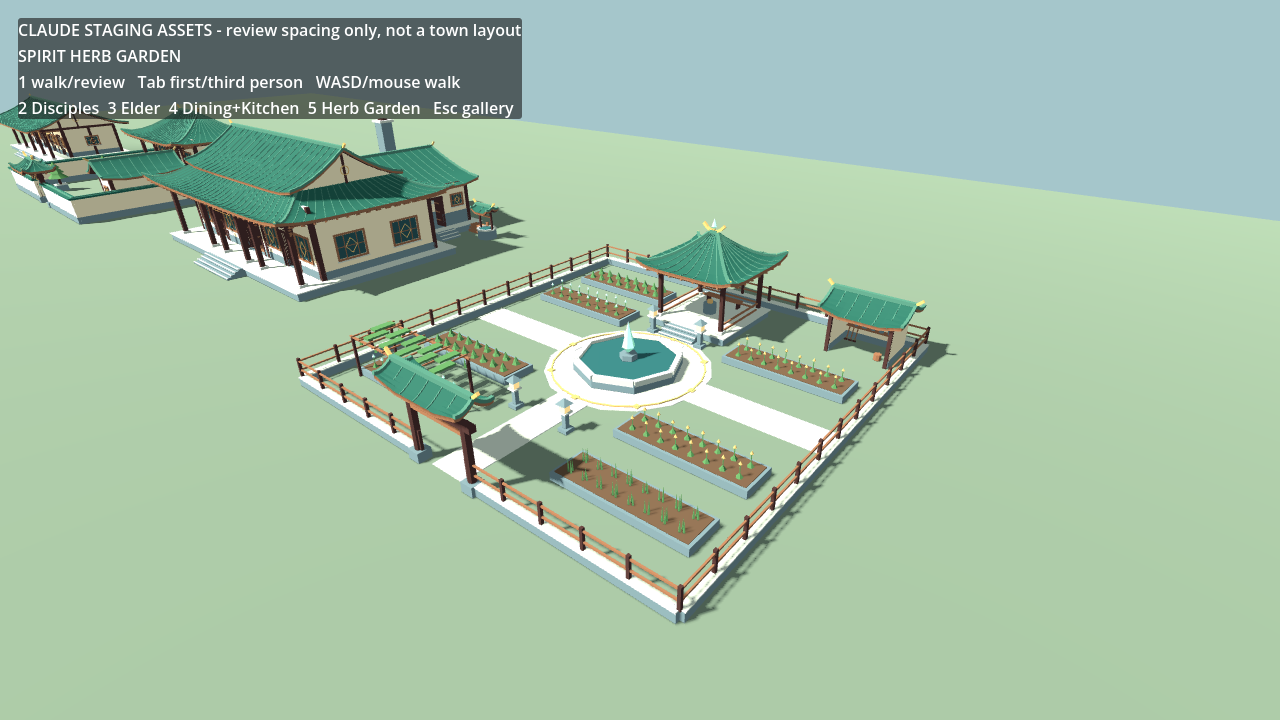 CLAUDE STAGING ASSETS - review spacing only, not a town layout
SPIRIT HERB GARDEN
1 walk/review   Tab first/third person   WASD/mouse walk
2 Disciples  3 Elder  4 Dining+Kitchen  5 Herb Garden   Esc gallery